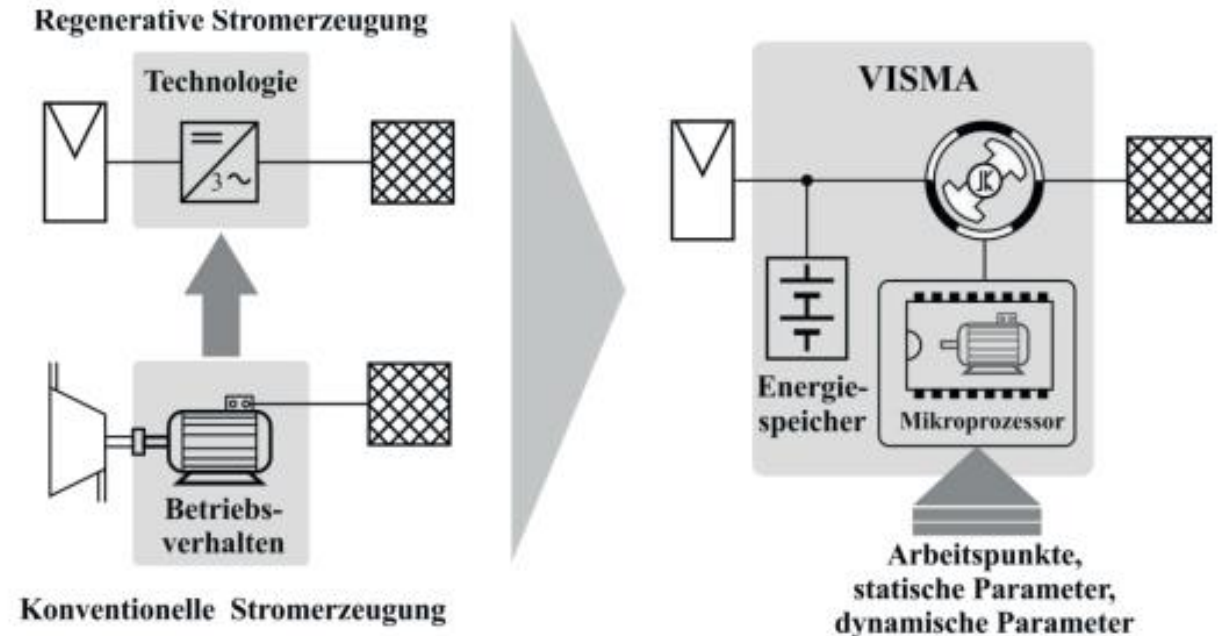 Regenerative Stromerzeugung
Technologie
3~
Betriebs-
verhalten
Konventionelle Stromerzeugung
VISMA
Energie-
speicher
Mikroprozessor
Arbeitspunkte,
statische Parameter,
dynamische Parameter